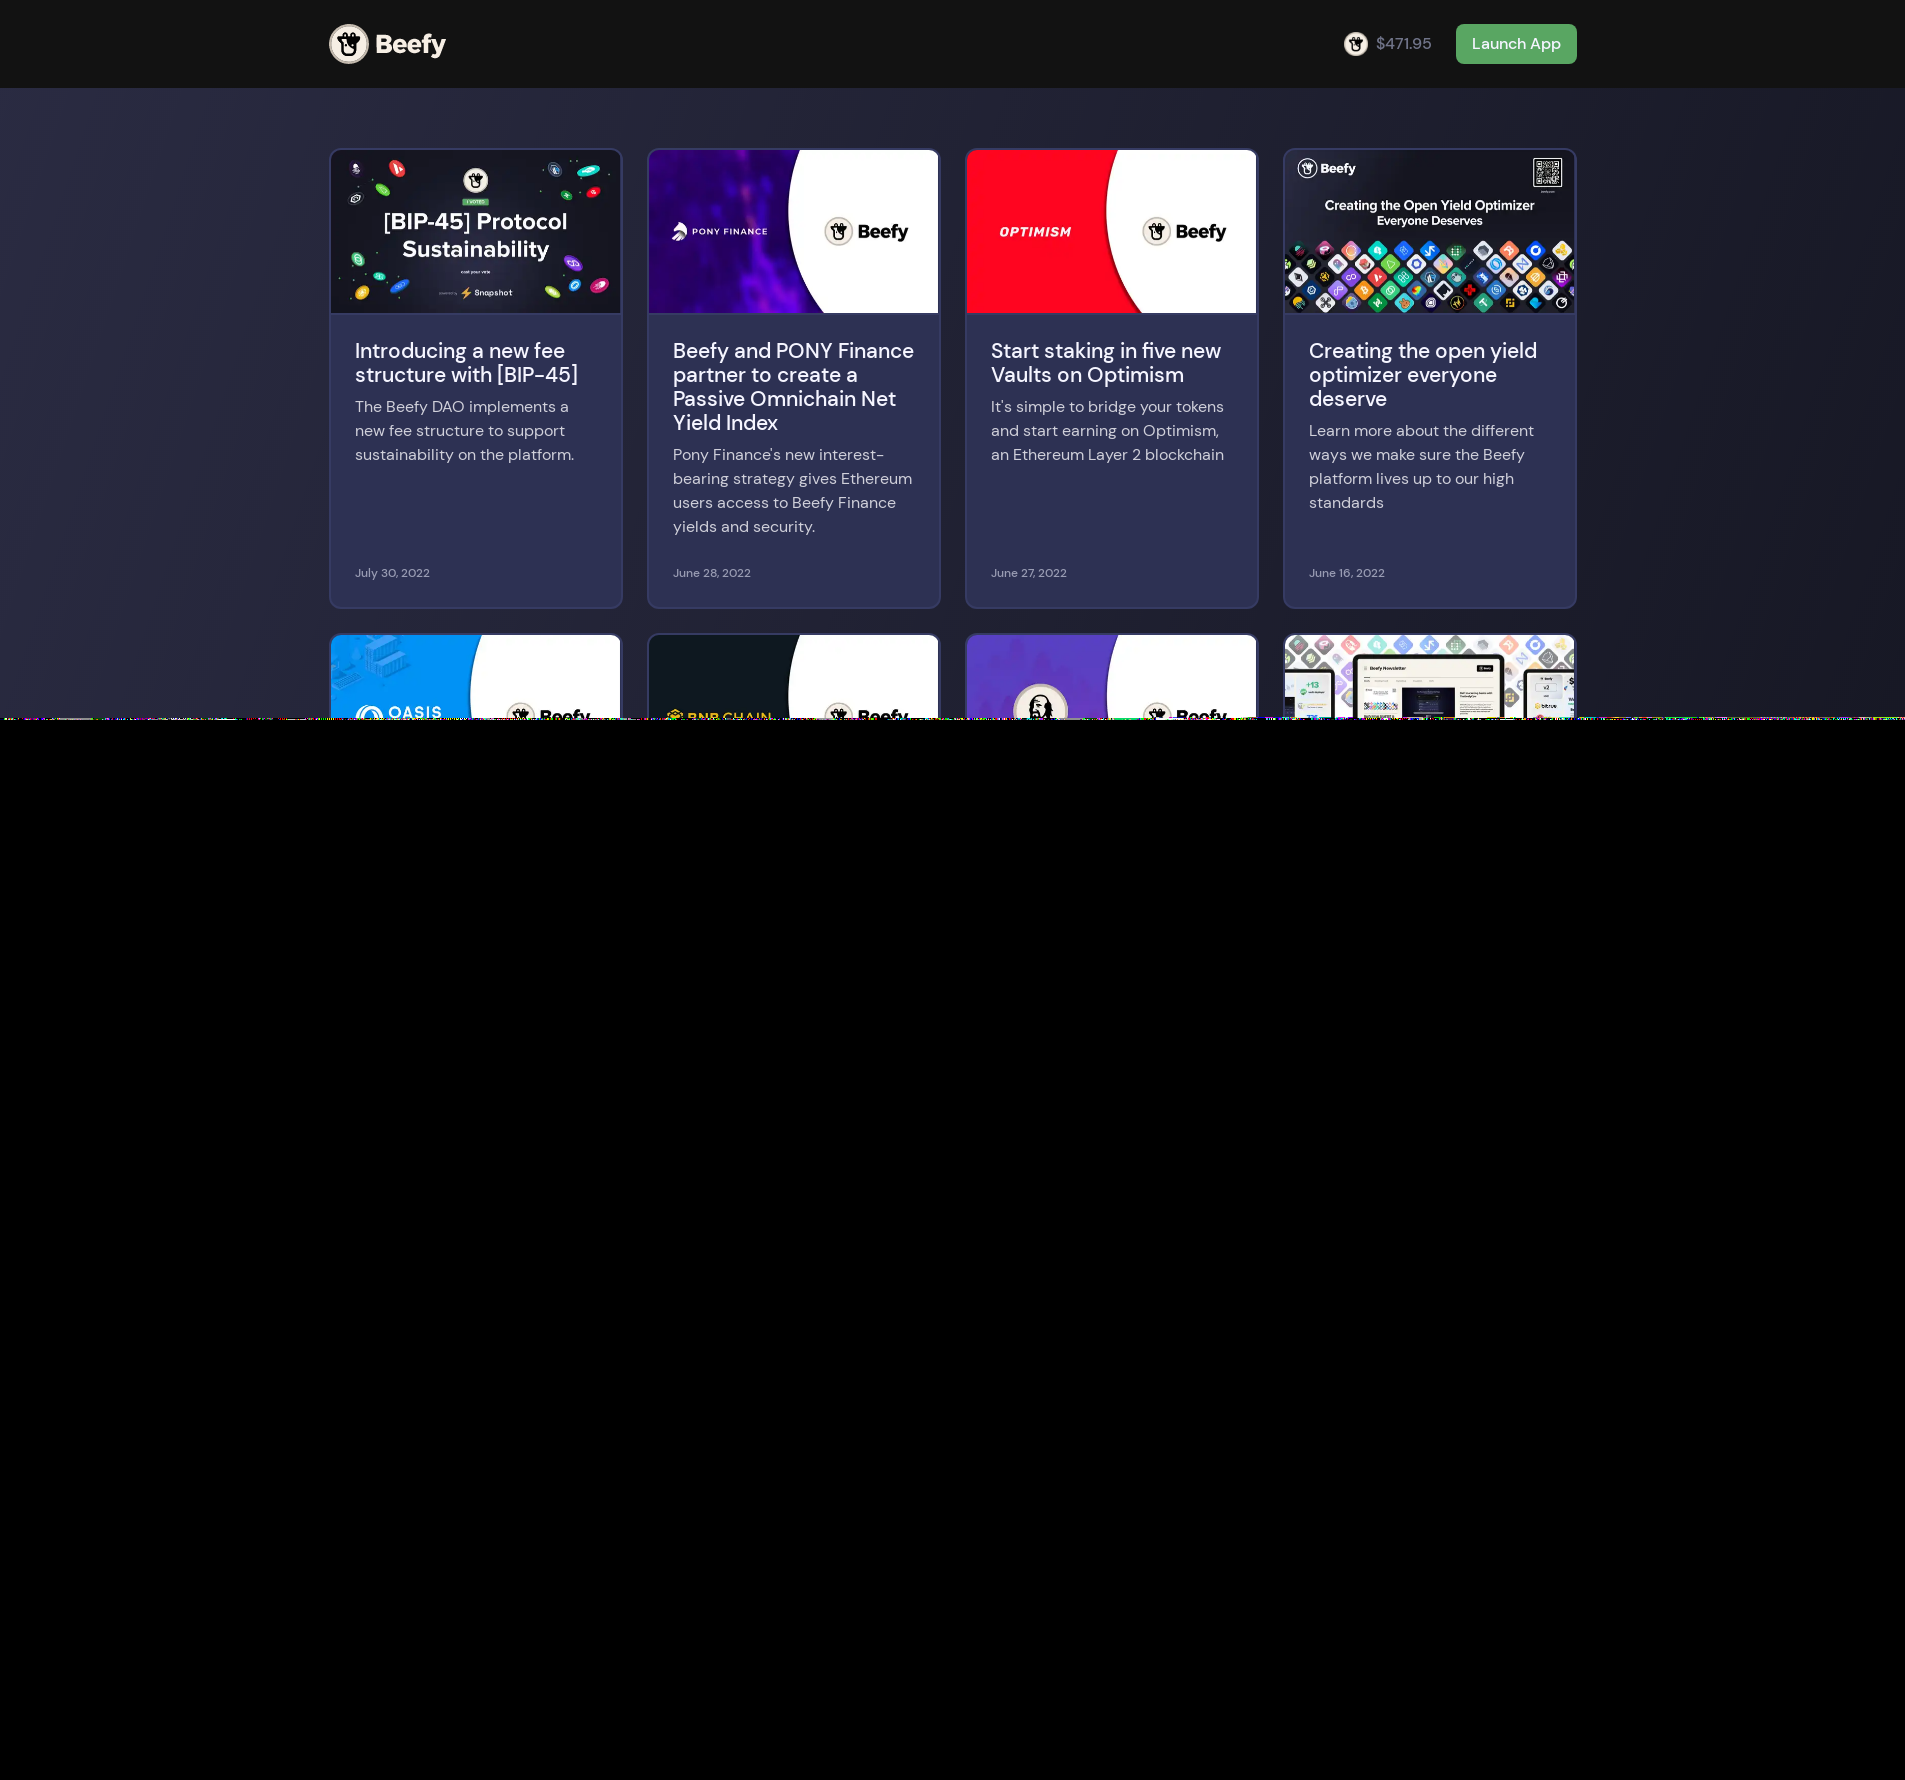 Beefy
$471.95
Launch App
I VOTED
[BIP-45] Protocol
Sustainability
cast your vote
Snapshot
Introducing a new fee
structure with [BIP-45]
The Beefy DAO implements a
new fee structure to support
sustainability on the platform.
July 30, 2022
PONY FINANCE
Beefy
Beefy and PONY Finance
partner to create a
Passive Omnichain Net
Yield Index
Pony Finance's new interest-
bearing strategy gives Ethereum
users access to Beefy Finance
yields and security.
June 28, 2022
OPTIMISM
Beefy
Start staking in five new
Vaults on Optimism
It's simple to bridge your tokens
and start earning on Optimism,
an Ethereum Layer 2 blockchain
June 27, 2022
Beefy
Creating the Open Yield Optimizer
Everyone Deserves
Creating the open yield
optimizer everyone
deserve
Learn more about the different
ways we make sure the Beefy
platform lives up to our high
standards
June 16, 2022
OASIS
Beefy
BNB CHAIN
Beefy
Beefy
Beefy Newsletter
+13
v2
bitrue